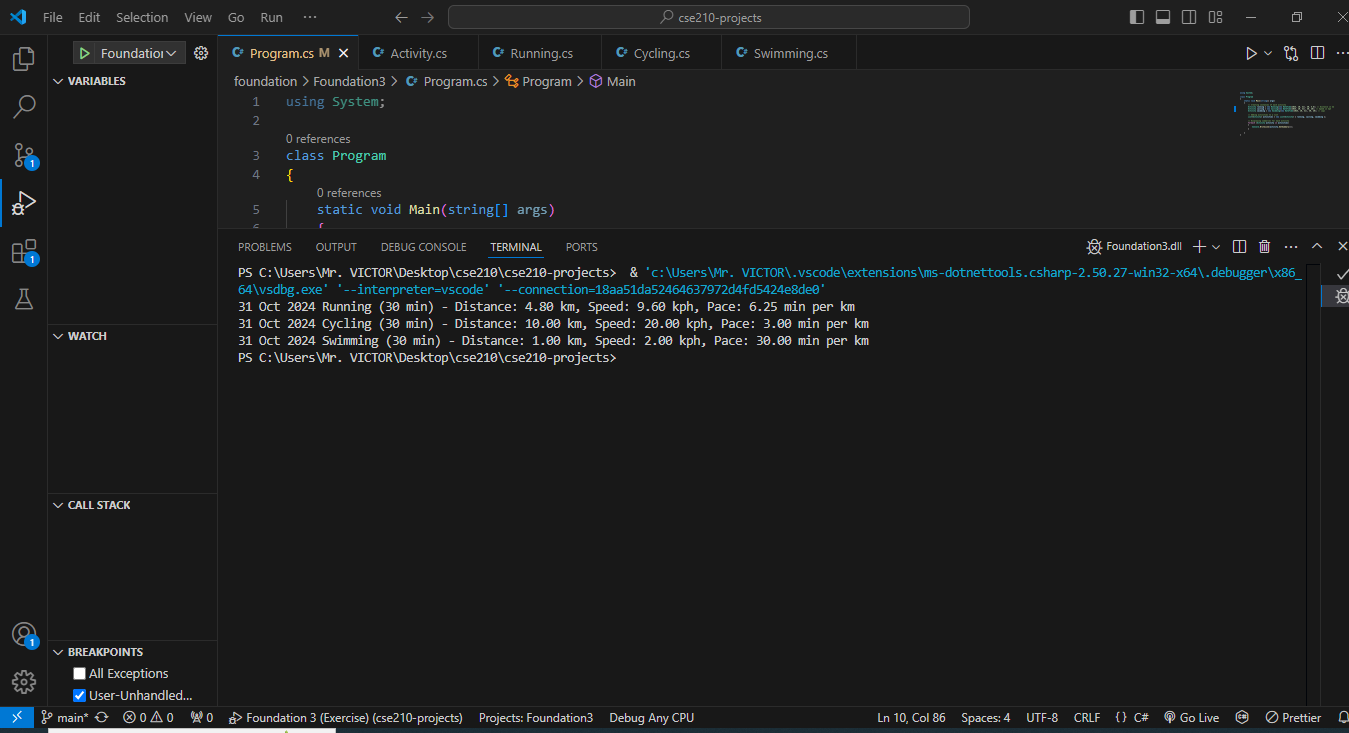 File Edit Selection View Go Run ··· cse210-projects
Foundation
Program.cs M Activity.cs Running.cs Cycling.cs Swimming.cs
VARIABLES
foundation > Foundation3 > Program.cs > Program > Main
1 using System;
2
0 references
3 class Program
4 {
0 references
5 static void Main(string[] args)
6 {
PROBLEMS OUTPUT DEBUG CONSOLE TERMINAL PORTS Foundation3.dll
PS C:\Users\Mr. VICTOR\Desktop\cse210\cse210-projects> & 'c:\Users\Mr. VICTOR\.vscode\extensions\ms-dotnettools.csharp-2.50.27-win32-x64\.debugger\x86_
64\vsdbg.exe' '--interpreter=vscode' '--connection=18aa51da52464637972d4fd5424e8de0'
31 Oct 2024 Running (30 min) - Distance: 4.80 km, Speed: 9.60 kph, Pace: 6.25 min per km
31 Oct 2024 Cycling (30 min) - Distance: 10.00 km, Speed: 20.00 kph, Pace: 3.00 min per km
31 Oct 2024 Swimming (30 min) - Distance: 1.00 km, Speed: 2.00 kph, Pace: 30.00 min per km
PS C:\Users\Mr. VICTOR\Desktop\cse210\cse210-projects>
WATCH
CALL STACK
BREAKPOINTS
All Exceptions
User-Unhandled...
1
1
1
main* 0 0 0 Foundation 3 (Exercise) (cse210-projects) Projects: Foundation3 Debug Any CPU Ln 10, Col 86 Spaces: 4 UTF-8 CRLF {} C# Go Live Prettier